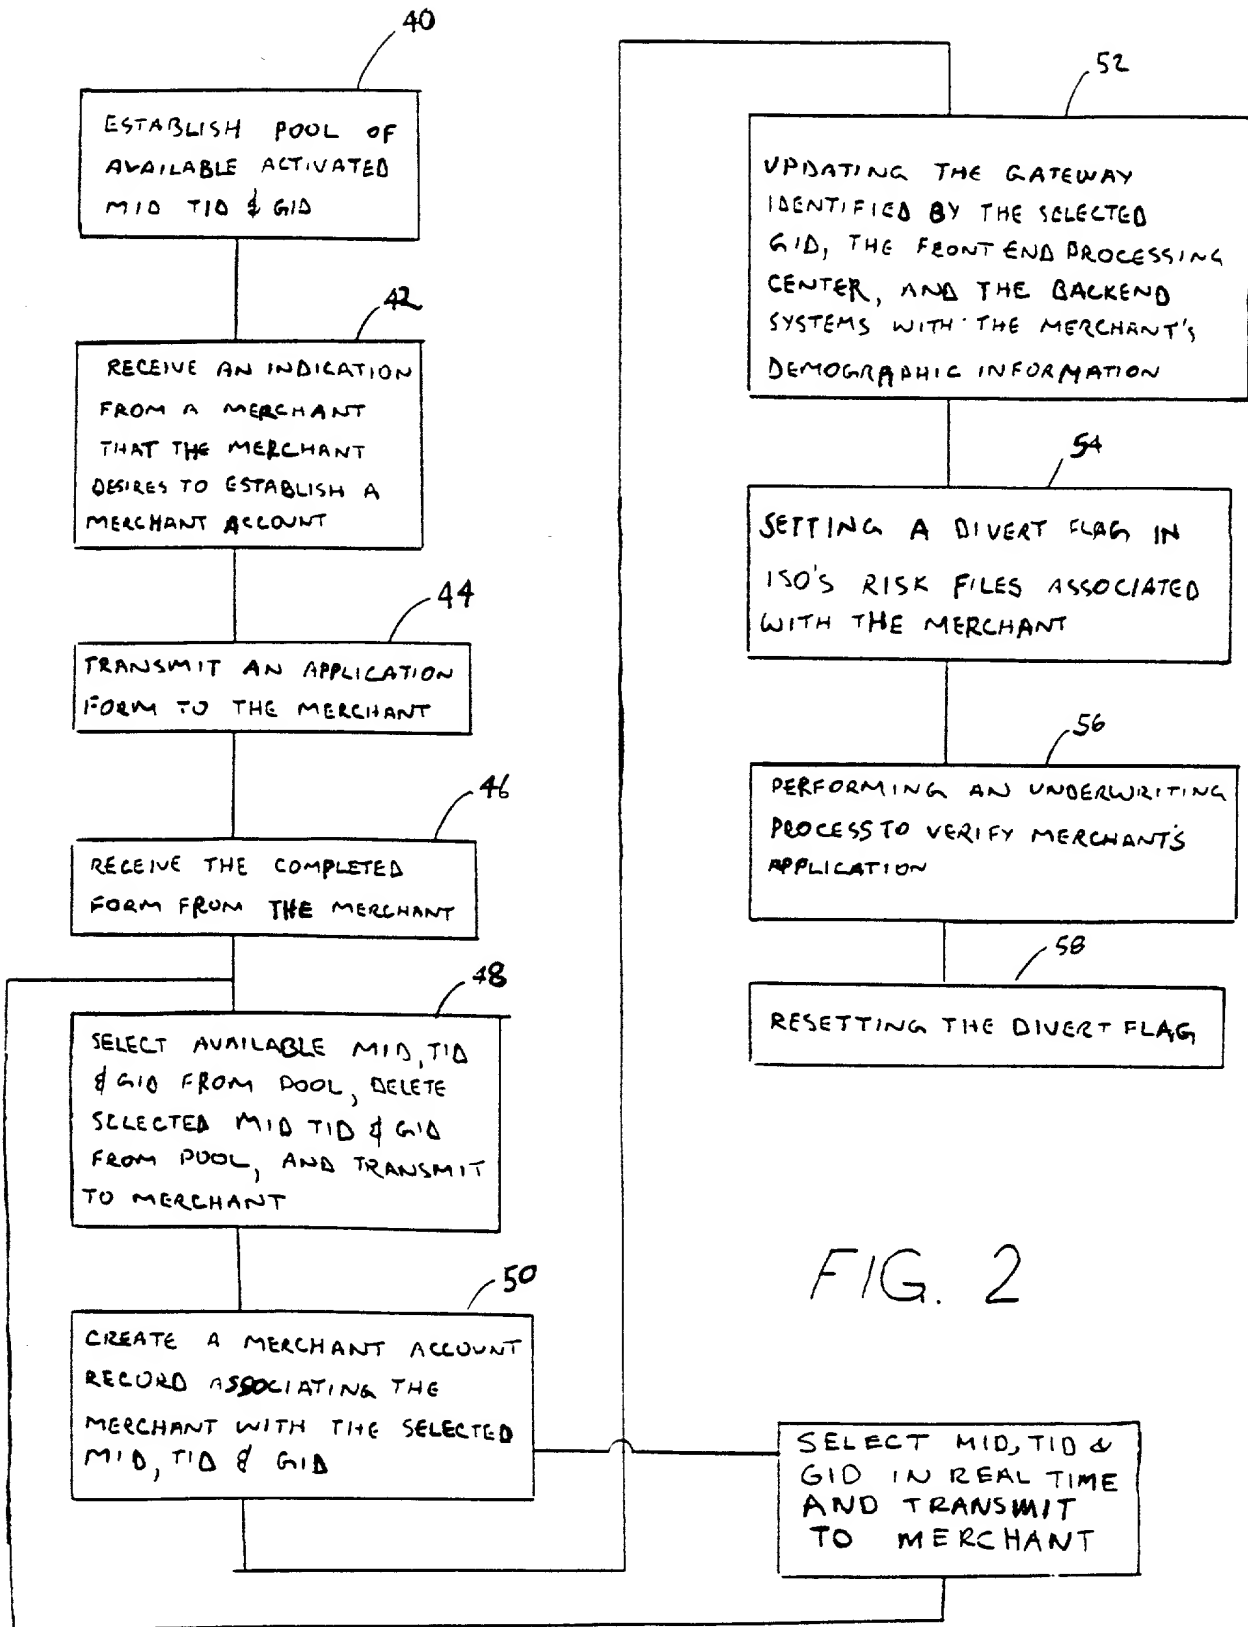 40
ESTABLISH POOL OF
AVAILABLE ACTIVATED
MID TID & GID
42
RECEIVE AN INDICATION
FROM A MERCHANT
THAT THE MERCHANT
DESIRES TO ESTABLISH A
MERCHANT ACCOUNT
44
TRANSMIT AN APPLICATION
FORM TO THE MERCHANT
46
RECEIVE THE COMPLETED
FORM FROM THE MERCHANT
48
SELECT AVAILABLE MID, TID
& GID FROM POOL, DELETE
SELECTED MID TID & GID
FROM POOL, AND TRANSMIT
TO MERCHANT
50
CREATE A MERCHANT ACCOUNT
RECORD ASSOCIATING THE
MERCHANT WITH THE SELECTED
MID, TID & GID
52
UPDATING THE GATEWAY
IDENTIFIED BY THE SELECTED
GID, THE FRONT END PROCESSING
CENTER, AND THE BACKEND
SYSTEMS WITH THE MERCHANT'S
DEMOGRAPHIC INFORMATION
54
SETTING A DIVERT FLAG IN
ISO'S RISK FILES ASSOCIATED
WITH THE MERCHANT
56
PERFORMING AN UNDERWRITING
PROCESS TO VERIFY MERCHANT'S
APPLICATION
58
RESETTING THE DIVERT FLAG
FIG. 2
SELECT MID, TID &
GID IN REAL TIME
AND TRANSMIT
TO MERCHANT